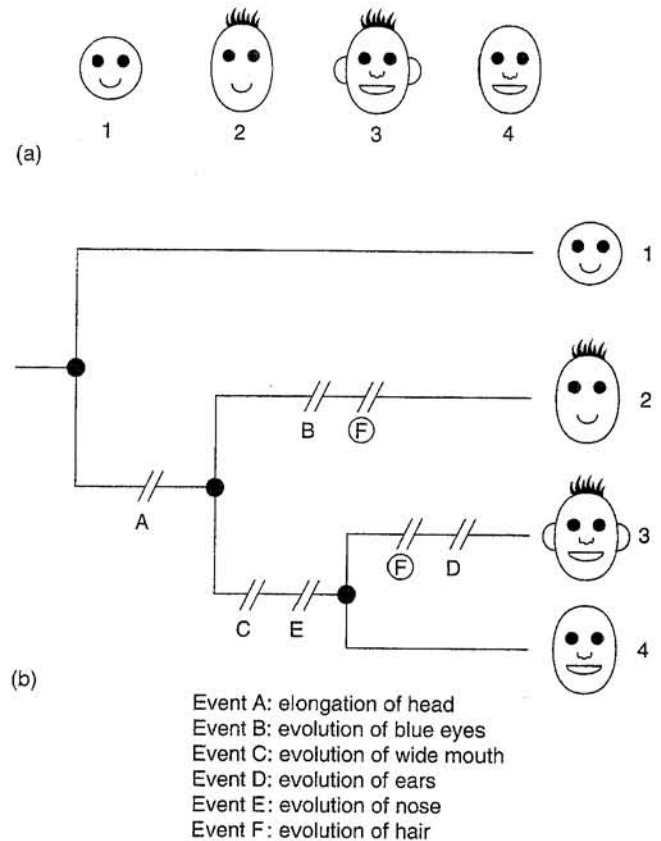 1 2 3 4
(a)
1
B F
2
A
F D
3
C E
4
(b)
Event A: elongation of head
Event B: evolution of blue eyes
Event C: evolution of wide mouth
Event D: evolution of ears
Event E: evolution of nose
Event F: evolution of hair